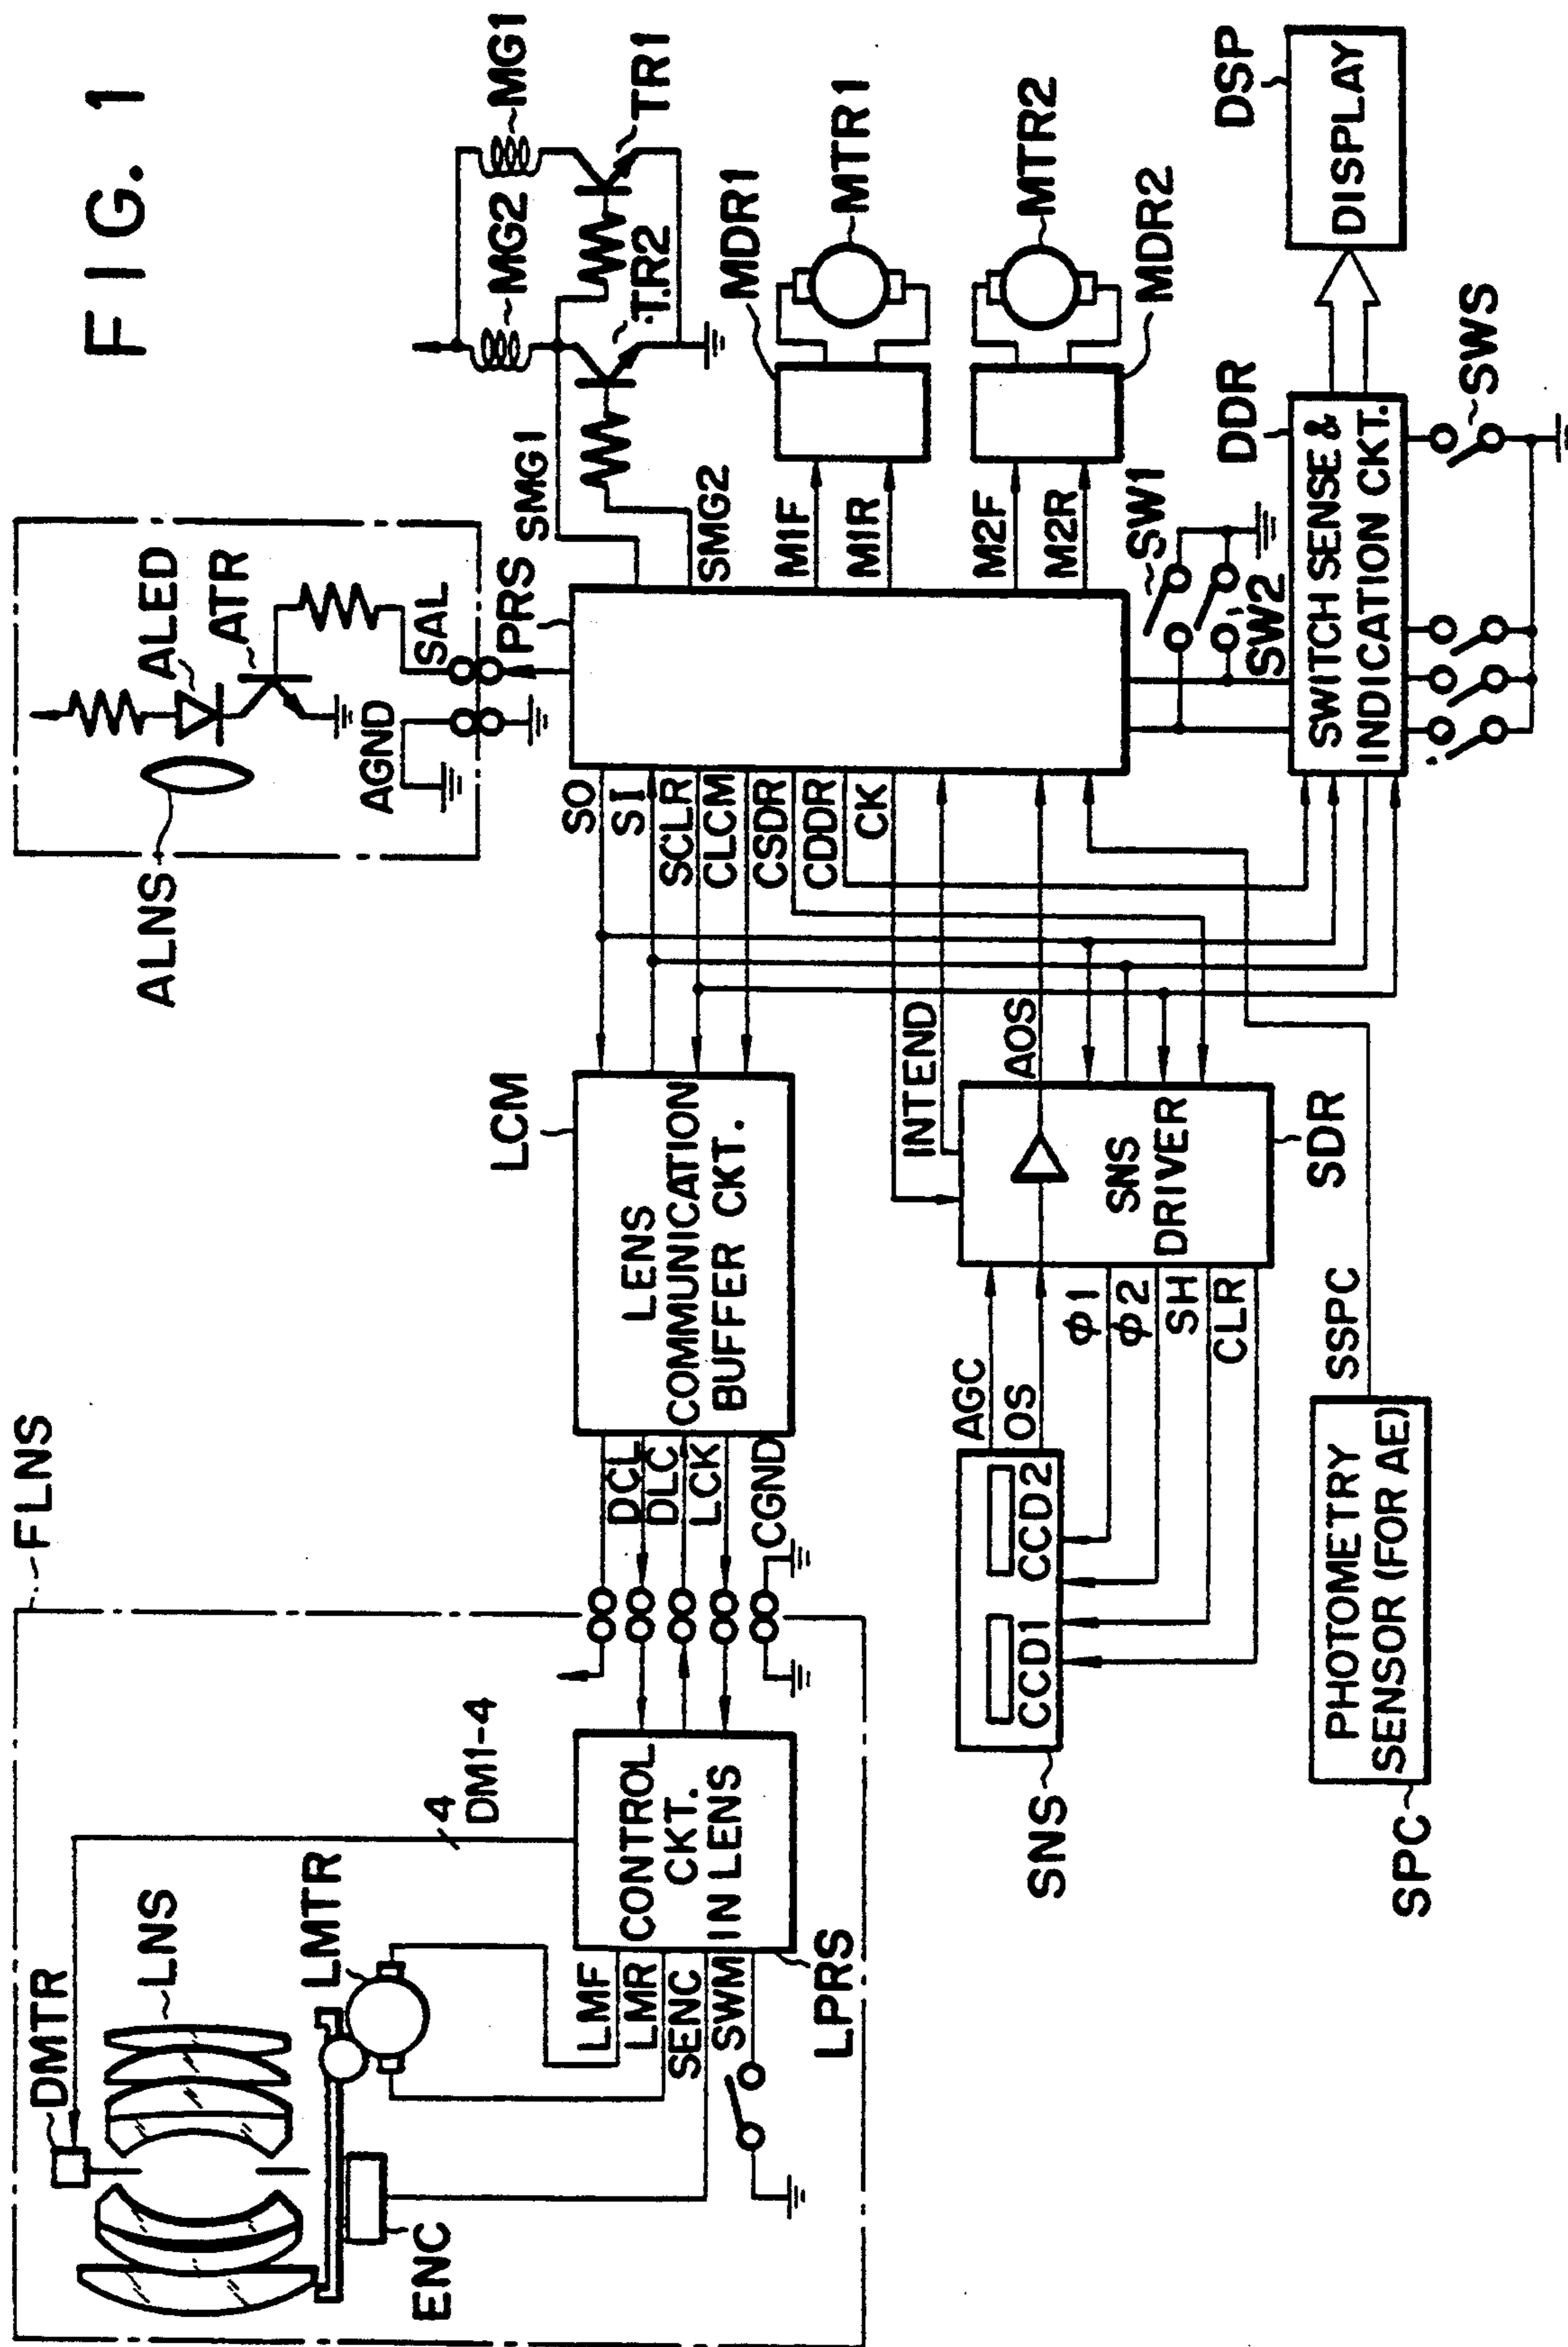 FIG. 1
MG1
MG2
TR1
TR2
SMG1
SMG2
ALED
ATR
SAL
AGND
ALNS
PRS
MDR1
MTR1
MTR2
MDR2
M1F
M1R
M2F
M2R
SW1
SW2
DSP
DISPLAY
DDR
SWITCH SENSE &
INDICATION CKT.
SWS
SO
SI
SCLR
CLCM
CSDR
CDDR
CK
LCM
LENS
COMMUNICATION
BUFFER CKT.
INTEND
AOS
SNS
DRIVER
SDR
AGC
OS
Φ1
Φ2
SH
CLR
SSPC
CCD1
CCD2
SNS
PHOTOMETRY
SENSOR (FOR AE)
SPC
FLNS
DCL
DLC
LCK
CGND
4
DM1-4
CONTROL
CKT.
IN LENS
LPRS
LMF
LMR
SENC
SWM
DMTR
LNS
LMTR
ENC